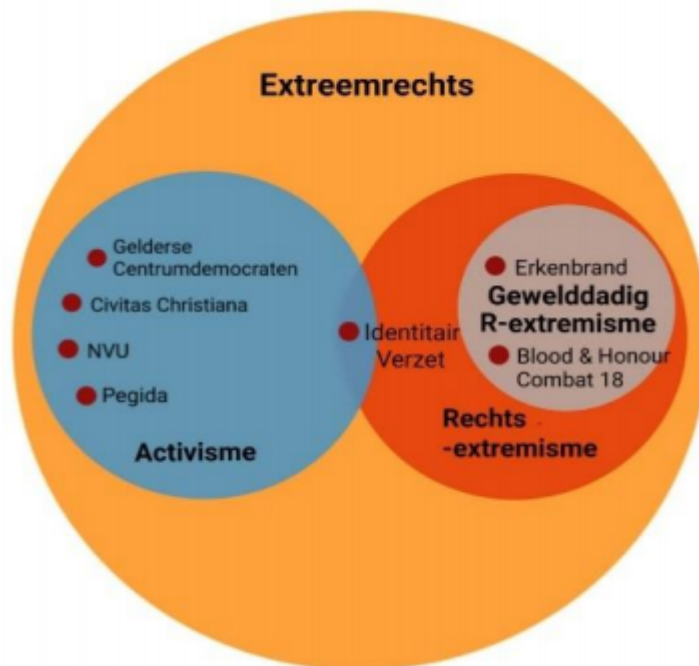 Extreemrechts
Gelderse
Centrumdemocraten
Civitas Christiana
NVU
Pegida
Activisme
Identitair
Verzet
Erkenbrand
Gewelddadig
R-extremisme
Blood & Honour
Combat 18
Rechts
-extremisme